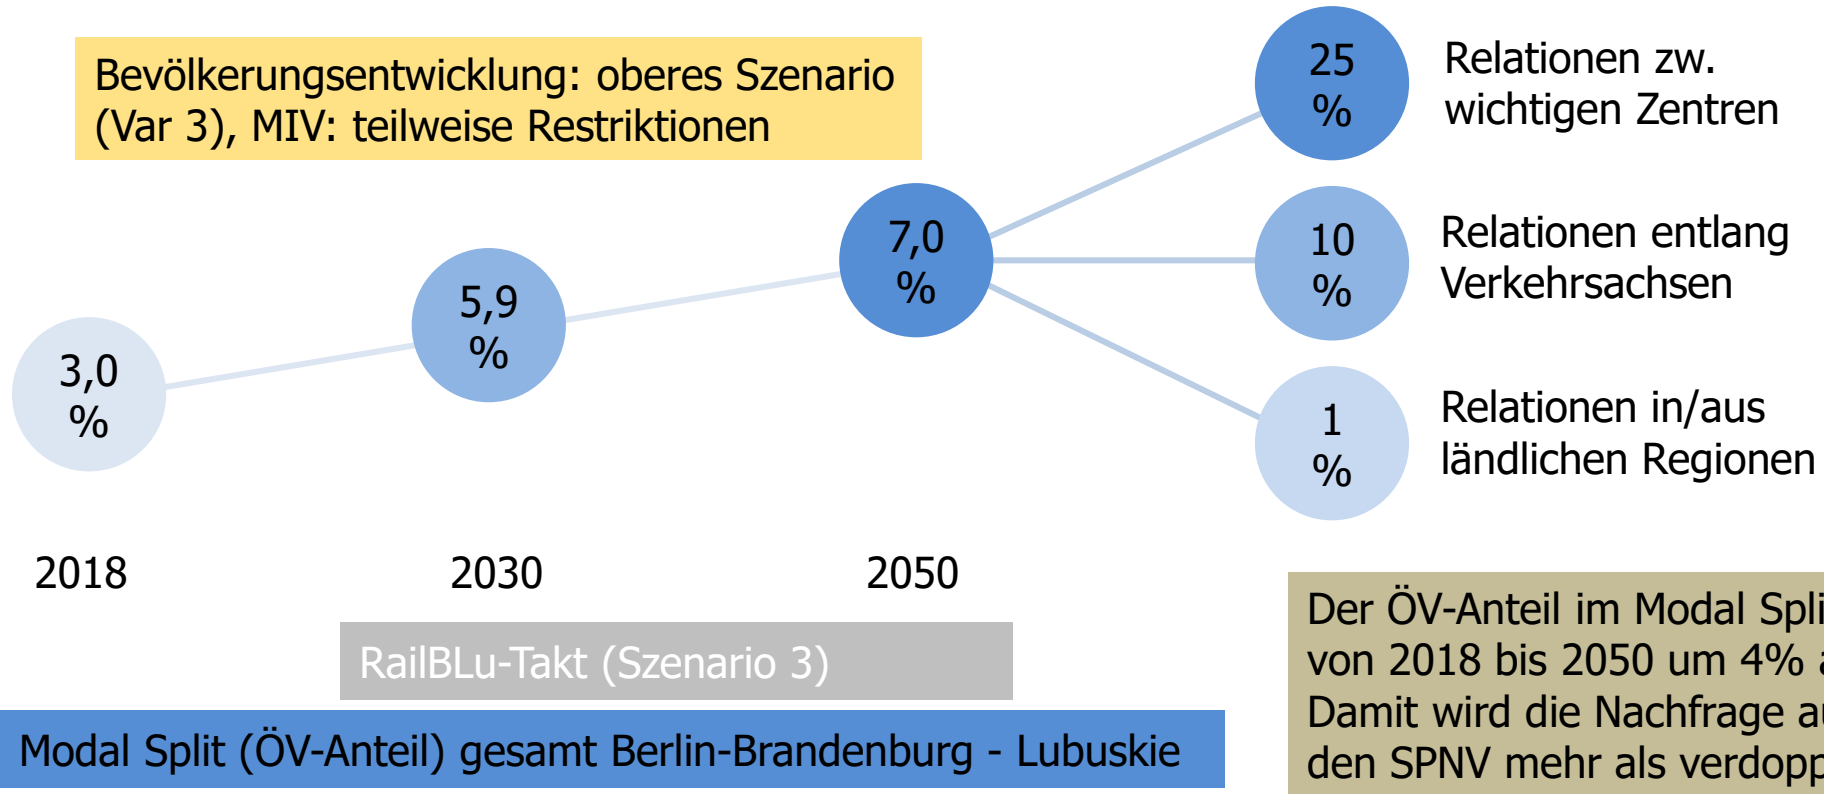 Bevölkerungsentwicklung: oberes Szenario
(Var 3), MIV: teilweise Restriktionen
3,0
%
5,9
%
7,0
%
25
%
Relationen zw.
wichtigen Zentren
10
%
Relationen entlang
Verkehrsachsen
1
%
Relationen in/aus
ländlichen Regionen
2018
2030
2050
RailBLu-Takt (Szenario 3)
Modal Split (ÖV-Anteil) gesamt Berlin-Brandenburg - Lubuskie
Der ÖV-Anteil im Modal
von 2018 bis 2050 um 4%
Damit wird die Nachfrage
den SPNV mehr als